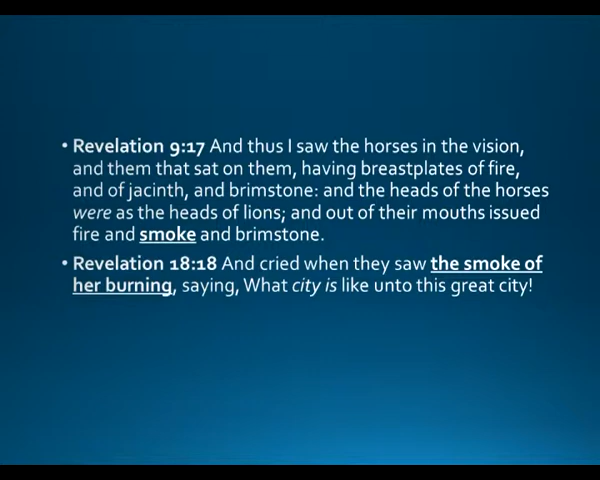 • Revelation 9:17 And thus I saw the horses in the vision,
and them that sat on them, having breastplates of fire,
and of jacinth, and brimstone: and the heads of the horses
were as the heads of lions; and out of their mouths issued
fire and smoke and brimstone.
• Revelation 18:18 And cried when they saw the smoke of
her burning, saying, What city is like unto this great city!